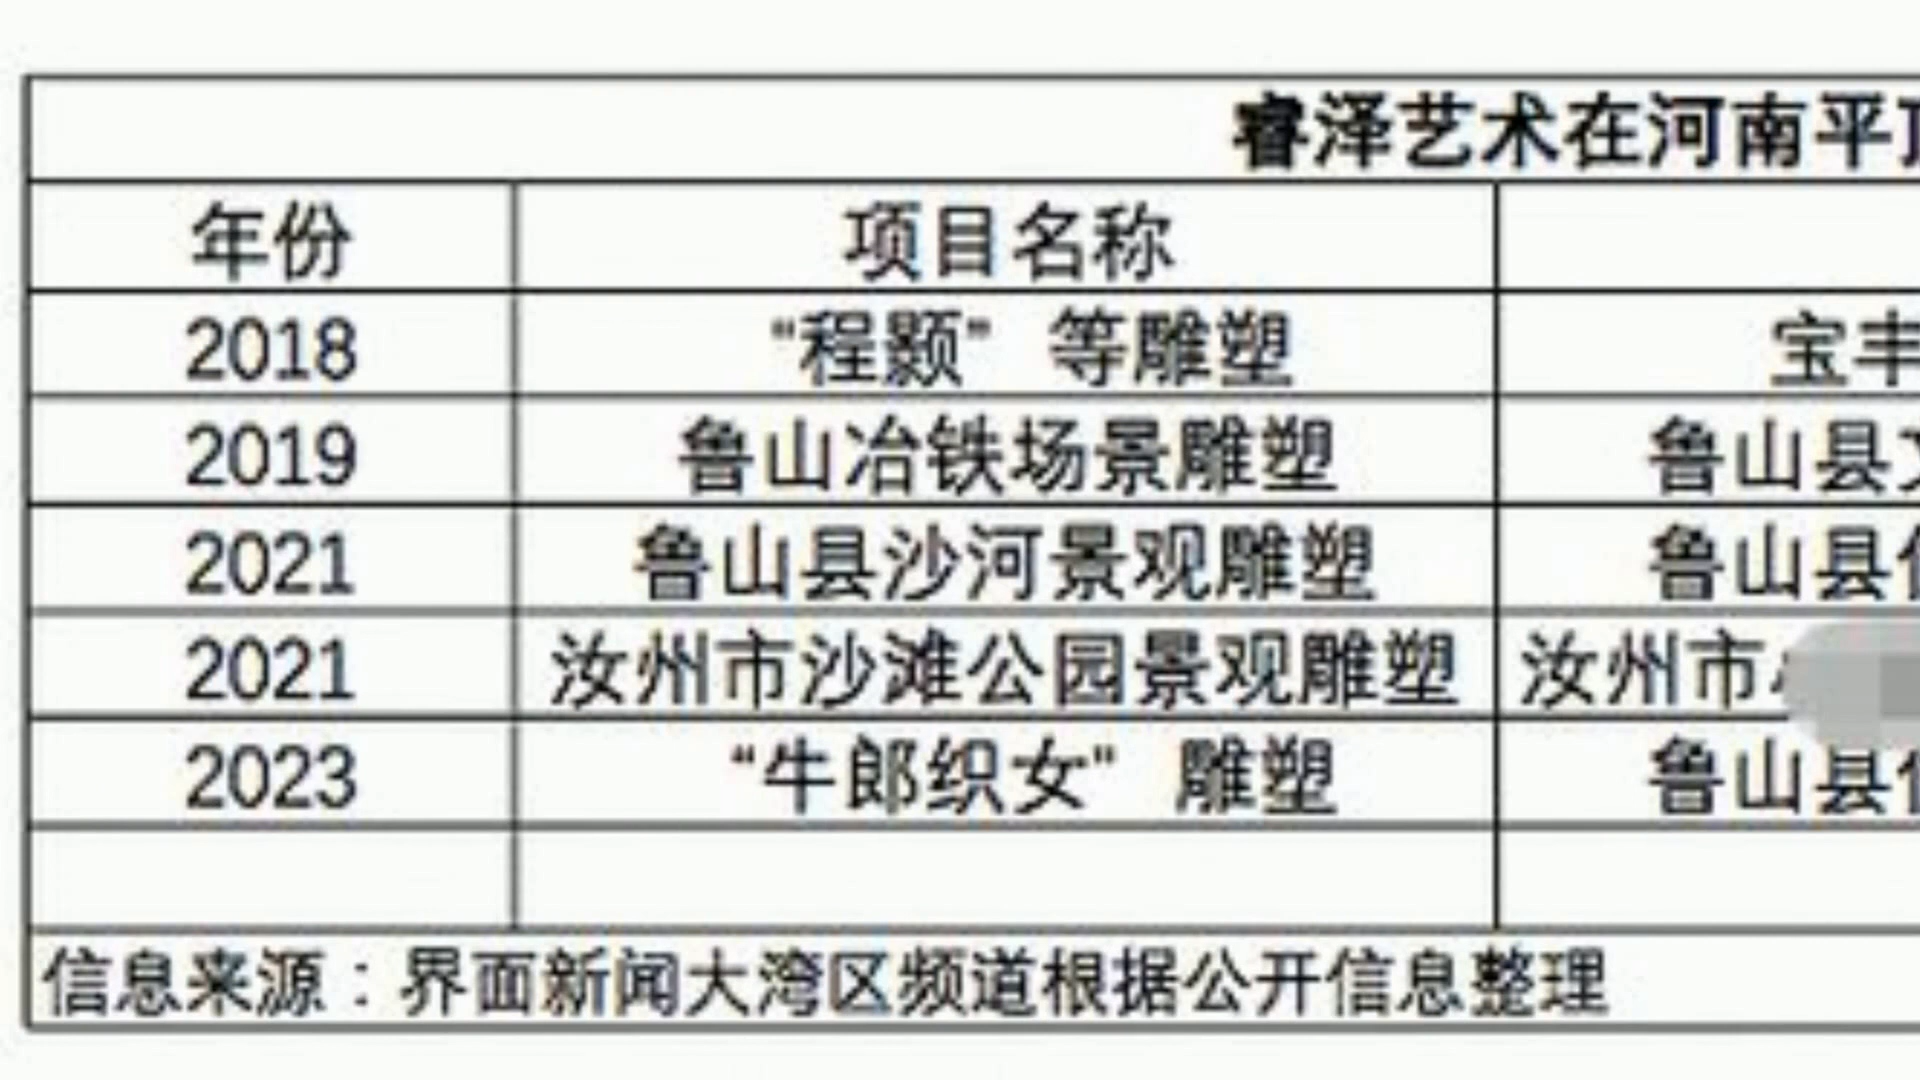 睿泽艺术在河南平
年份 项目名称
2018 “程颢” 等雕塑 宝丰
2019 鲁山冶铁场景雕塑 鲁山县
2021 鲁山县沙河景观雕塑 鲁山县
2021 汝州市沙滩公园景观雕塑 汝州市
2023 “牛郎织女” 雕塑 鲁山县
信息来源：界面新闻大湾区频道根据公开信息整理